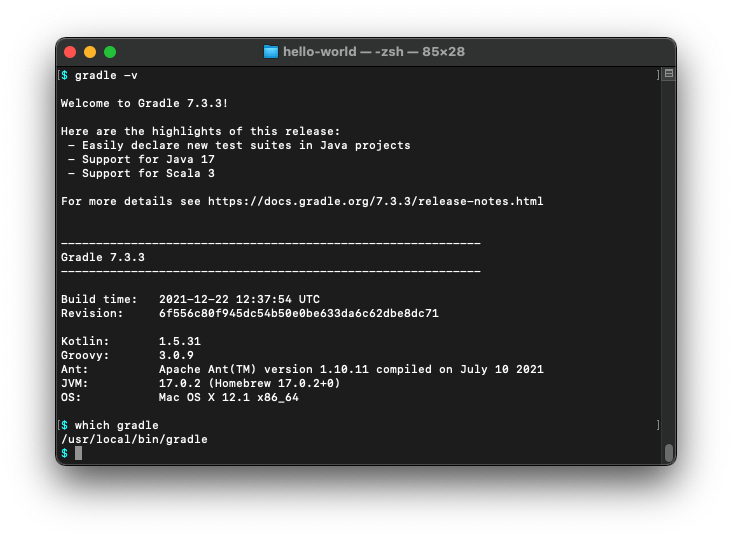 hello-world — -zsh — 85×28
$ gradle -v
Welcome to Gradle 7.3.3!
Here are the highlights of this release:
 - Easily declare new test suites in Java projects
 - Support for Java 17
 - Support for Scala 3
For more details see https://docs.gradle.org/7.3.3/release-notes.html
------------------------------------------------------------
Gradle 7.3.3
------------------------------------------------------------
Build time:   2021-12-22 12:37:54 UTC
Revision:     6f556c80f945dc54b50e0be633da6c62dbe8dc71
Kotlin:       1.5.31
Groovy:       3.0.9
Ant:          Apache Ant(TM) version 1.10.11 compiled on July 10 2021
JVM:          17.0.2 (Homebrew 17.0.2+0)
OS:           Mac OS X 12.1 x86_64
$ which gradle
/usr/local/bin/gradle
$